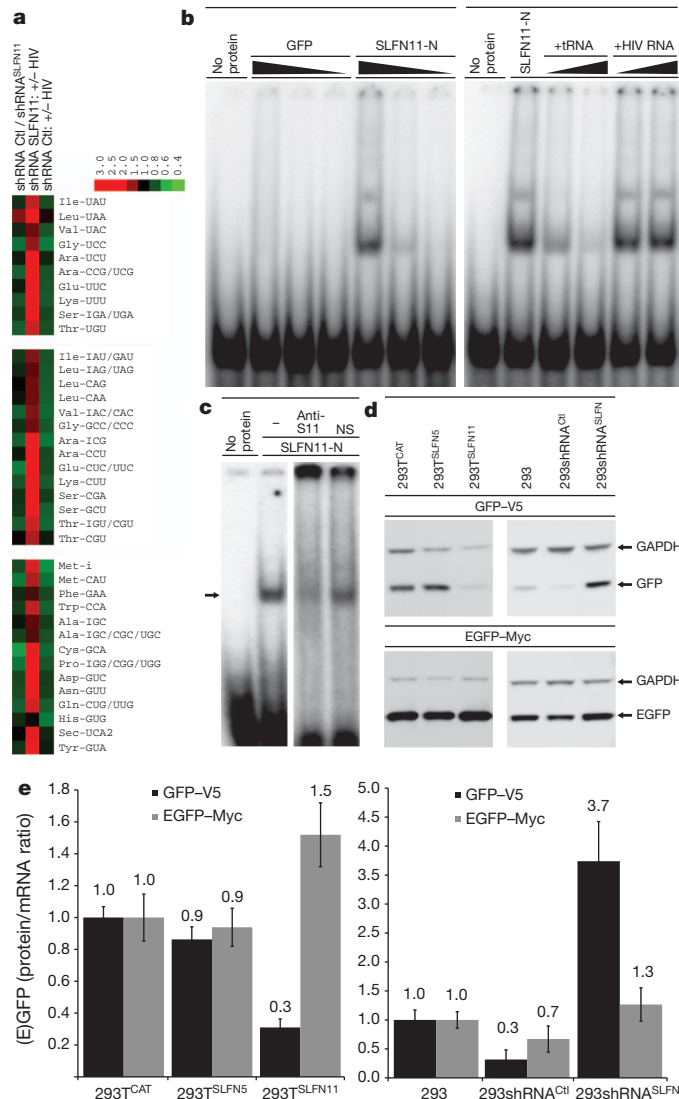 a
shRNA Ctl / shRNA^SLFN11
shRNA SLFN11: +/– HIV
shRNA Ctl: +/– HIV
3.0
2.5
2.0
1.5
1.0
0.8
0.6
0.4
Ile-UAU
Leu-UAA
Val-UAC
Gly-UCC
Ara-UCU
Ara-CCG/UCG
Glu-UUC
Lys-UUU
Ser-IGA/UGA
Thr-UGU
Ile-IAU/GAU
Leu-IAG/UAG
Leu-CAG
Leu-CAA
Val-IAC/CAC
Gly-GCC/CCC
Ara-ICG
Ara-CCU
Glu-CUC/UUC
Lys-CUU
Ser-CGA
Ser-GCU
Thr-IGU/CGU
Thr-CGU
Met-i
Met-CAU
Phe-GAA
Trp-CCA
Ala-IGC
Ala-IGC/CGC/UGC
Cys-GCA
Pro-IGG/CGG/UGG
Asp-GUC
Asn-GUU
Gln-CUG/UUG
His-GUG
Sec-UCA2
Tyr-GUA
b
No protein
GFP
SLFN11-N
No protein
SLFN11-N
+tRNA
+HIV RNA
c
No protein
–
Anti-S11
NS
SLFN11-N
d
293T^CAT
293T^SLFN5
293T^SLFN11
293
293shRNA^Ctl
293shRNA^SLFN
GFP–V5
GAPDH
GFP
EGFP–Myc
GAPDH
EGFP
e
(E)GFP (protein/mRNA ratio)
1.8
1.6
1.4
1.2
1.0
0.8
0.6
0.4
0.2
GFP–V5
EGFP–Myc
1.0
1.0
0.9
0.9
0.3
1.5
293T^CAT
293T^SLFN5
293T^SLFN11
5.0
4.5
4.0
3.5
3.0
2.5
2.0
1.5
1.0
0.5
0.0
GFP–V5
EGFP–Myc
1.0
1.0
0.3
0.7
3.7
1.3
293
293shRNA^Ctl
293shRNA^SLFN